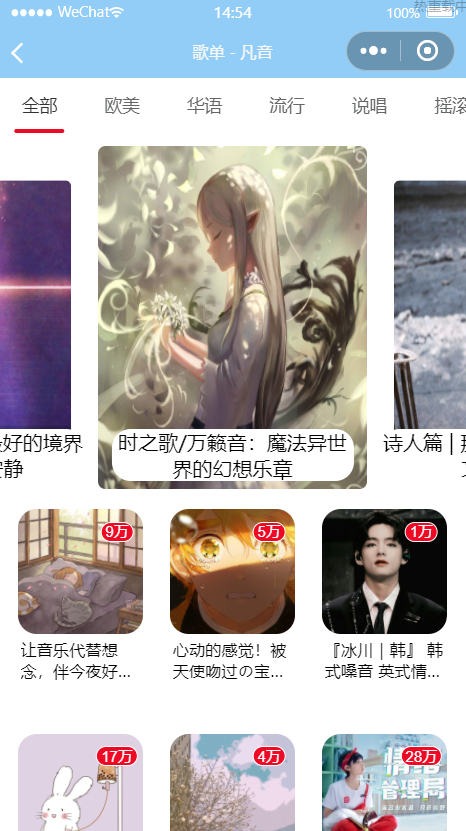 WeChat
14:54
100%
热重载中
歌单 - 凡音
全部
欧美
华语
流行
说唱
摇滚
好的境界
静
时之歌/万籁音：魔法异世
界的幻想乐章
诗人篇 |
9万
5万
1万
让音乐代替想
念，伴今夜好...
心动的感觉！被
天使吻过の宝...
『冰川 | 韩』 韩
式嗓音 英式情...
17万
4万
28万
情绪
管理局